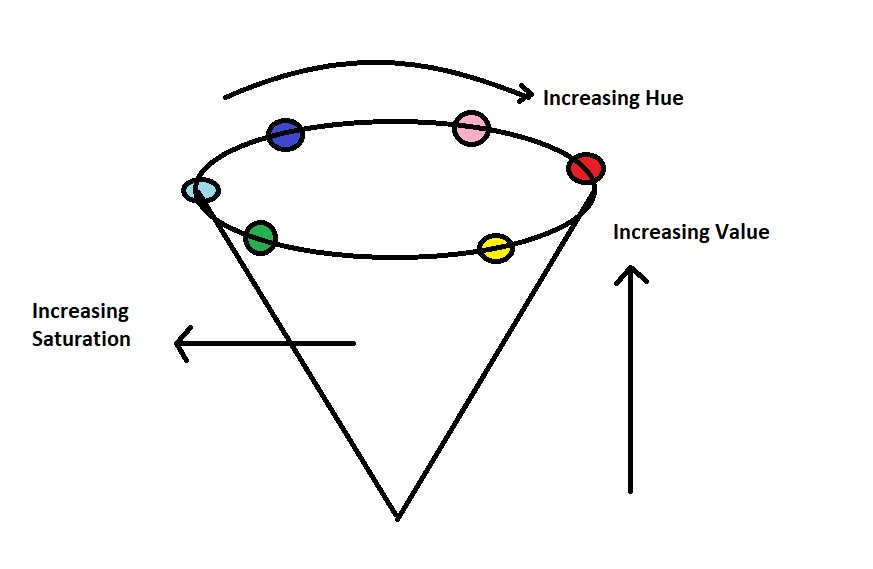 Increasing Hue
Increasing Value
Increasing
Saturation